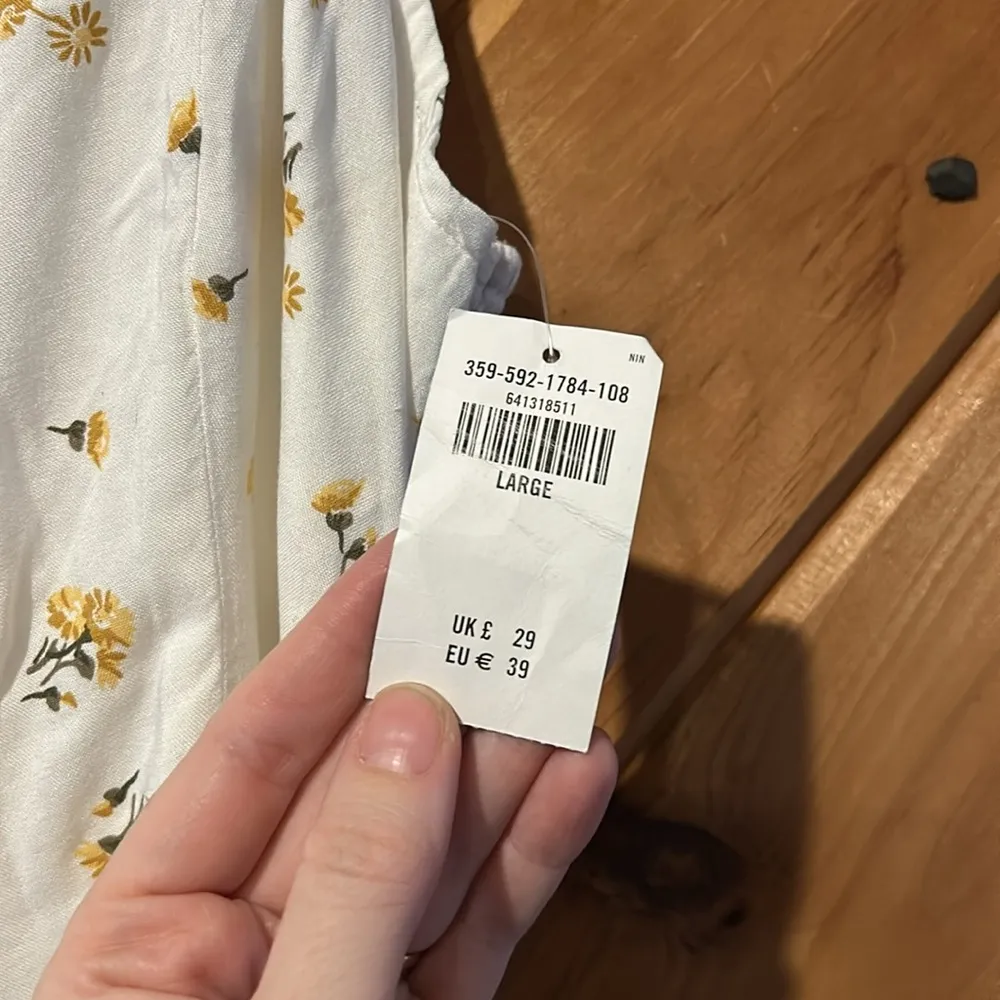 NIN
359-592-1784-108
641318511
LARGE
UK £ 29
EU € 39